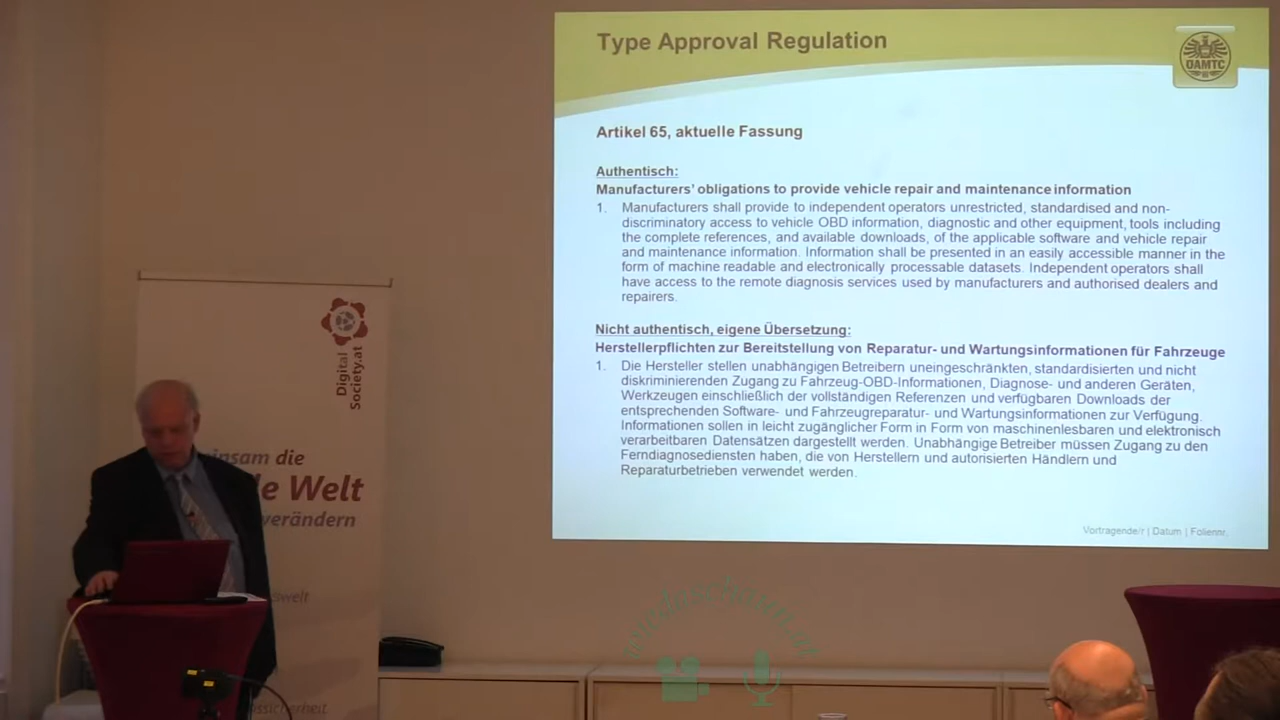 Type Approval Regulation
ÖAMTC
Artikel 65, aktuelle Fassung
Authentisch:
Manufacturers' obligations to provide vehicle repair and maintenance information
1. Manufacturers shall provide to independent operators unrestricted, standardised and non-
discriminatory access to vehicle OBD information, diagnostic and other equipment, tools including
the complete references, and available downloads, of the applicable software and vehicle repair
and maintenance information. Information shall be presented in an easily accessible manner in the
form of machine readable and electronically processable datasets. Independent operators shall
have access to the remote diagnosis services used by manufacturers and authorised dealers and
repairers.
Nicht authentisch, eigene Übersetzung:
Herstellerpflichten zur Bereitstellung von Reparatur- und Wartungsinformationen für Fahrzeuge
1. Die Hersteller stellen unabhängigen Betreibern uneingeschränkten, standardisierten und nicht
diskriminierenden Zugang zu Fahrzeug-OBD-Informationen, Diagnose- und anderen Geräten,
Werkzeugen einschließlich der vollständigen Referenzen und verfügbaren Downloads der
entsprechenden Software- und Fahrzeugreparatur- und Wartungsinformationen zur Verfügung.
Informationen sollen in leicht zugänglicher Form in Form von maschinenlesbaren und elektronisch
verarbeitbaren Datensätzen dargestellt werden. Unabhängige Betreiber müssen Zugang zu den
Ferndiagnosediensten haben, die von Herstellern und autorisierten Händlern und
Reparaturbetrieben verwendet werden.
Vortragende/r | Datum | Foliennr.
Digital
Society.at
insam die
le Welt
verändern